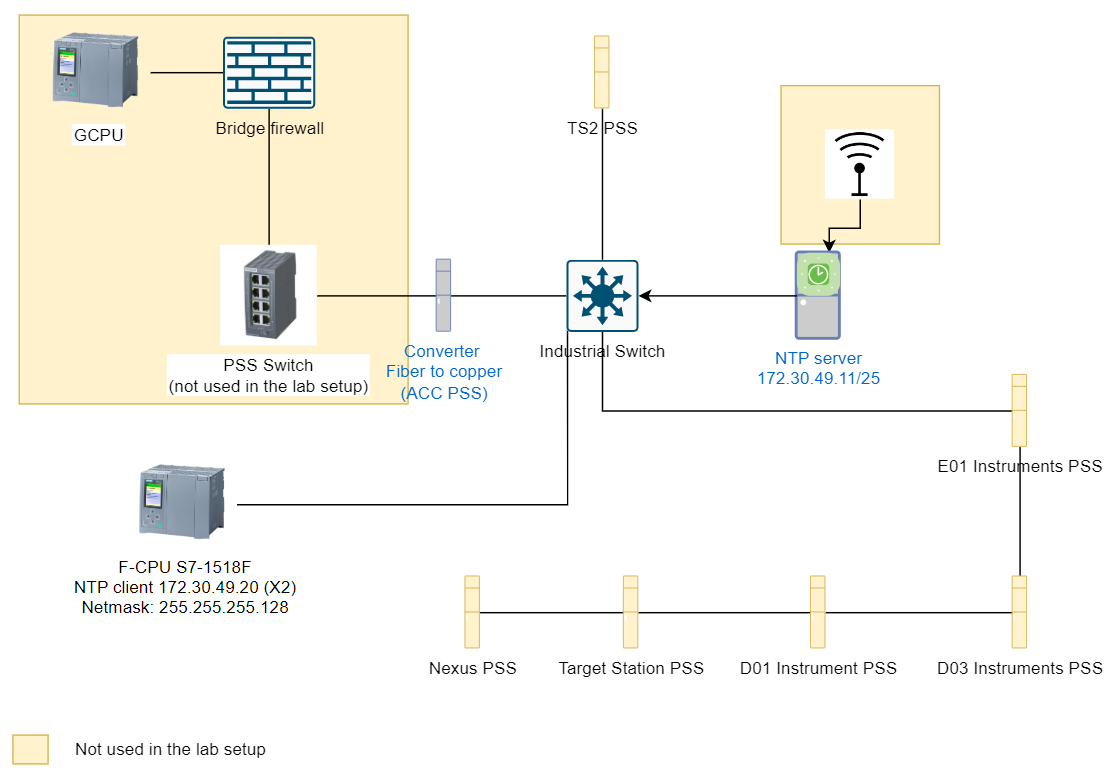 GCPU
Bridge firewall
TS2 PSS
PSS Switch
(not used in the lab setup)
Converter
Fiber to copper
(ACC PSS)
Industrial Switch
NTP server
172.30.49.11/25
E01 Instruments PSS
F-CPU S7-1518F
NTP client 172.30.49.20 (X2)
Netmask: 255.255.255.128
Nexus PSS
Target Station PSS
D01 Instrument PSS
D03 Instruments PSS
Not used in the lab setup